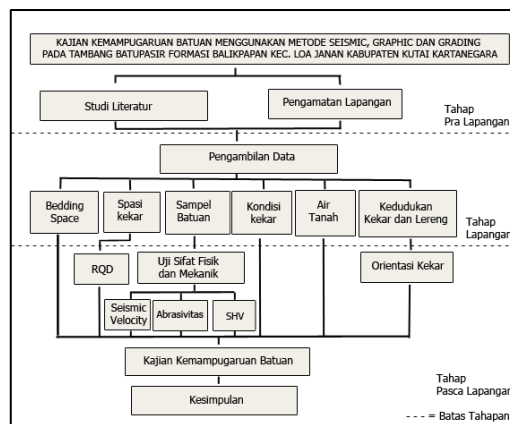 KAJIAN KEMAMPUGARUAN BATUAN MENGGUNAKAN METODE SEISMIC, GRAPHIC DAN GRADING
PADA TAMBANG BATUPASIR FORMASI BALIKPAPAN KEC. LOA JANAN KABUPATEN KUTAI KARTANEGARA
Studi Literatur
Pengamatan Lapangan
Tahap
Pra Lapangan
Pengambilan Data
Bedding
Space
Spasi
kekar
Sampel
Batuan
Kondisi
kekar
Air
Tanah
Kedudukan
Kekar dan Lereng
Tahap
Lapangan
RQD
Uji Sifat Fisik
dan Mekanik
Orientasi Kekar
Seismic
Velocity
Abrasivitas
SHV
Kajian Kemampugaruan Batuan
Kesimpulan
Tahap
Pasca Lapangan
- - - = Batas Tahapan